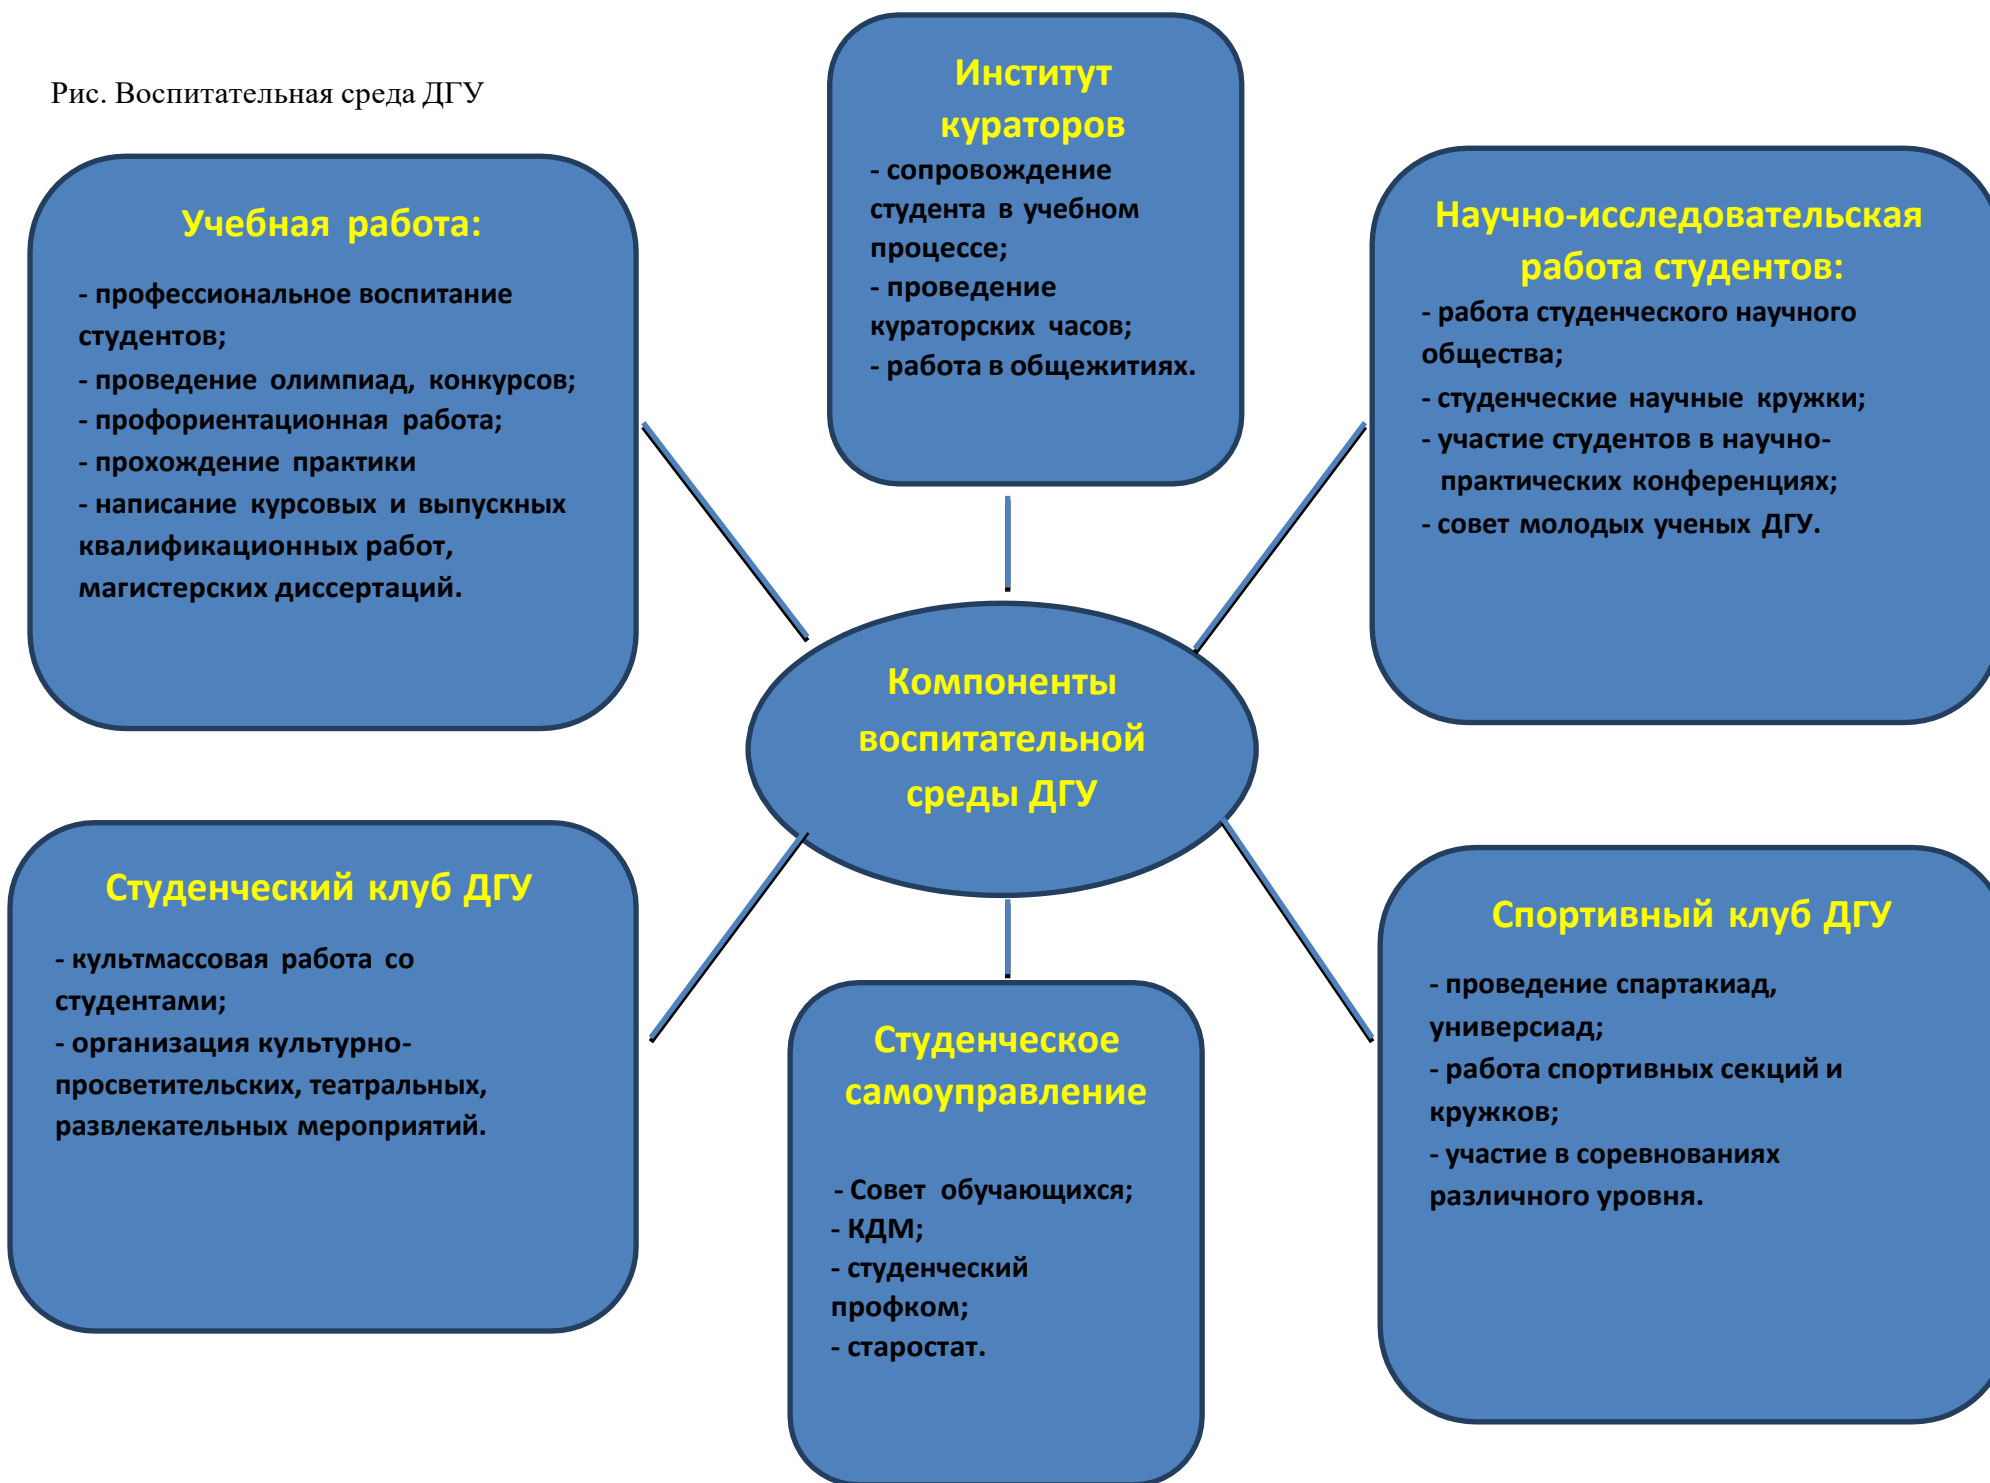 Рис. Воспитательная среда ДГУ
Институт
кураторов
- сопровождение
студента в учебном
процессе;
- проведение
кураторских часов;
- работа в общежитиях.
Учебная работа:
- профессиональное воспитание
студентов;
- проведение олимпиад, конкурсов;
- профориентационная работа;
- прохождение практики
- написание курсовых и выпускных
квалификационных работ,
магистерских диссертаций.
Научно-исследовательская
работа студентов:
- работа студенческого научного
общества;
- студенческие научные кружки;
- участие студентов в научно-
практических конференциях;
- совет молодых ученых ДГУ.
Компоненты
воспитательной
среды ДГУ
Студенческий клуб ДГУ
- культмассовая работа со
студентами;
- организация культурно-
просветительских, театральных,
развлекательных мероприятий.
Студенческое
самоуправление
- Совет обучающихся;
- КДМ;
- студенческий
профком;
- старостат.
Спортивный клуб ДГУ
- проведение спартакиад,
универсиад;
- работа спортивных секций и
кружков;
- участие в соревнованиях
различного уровня.